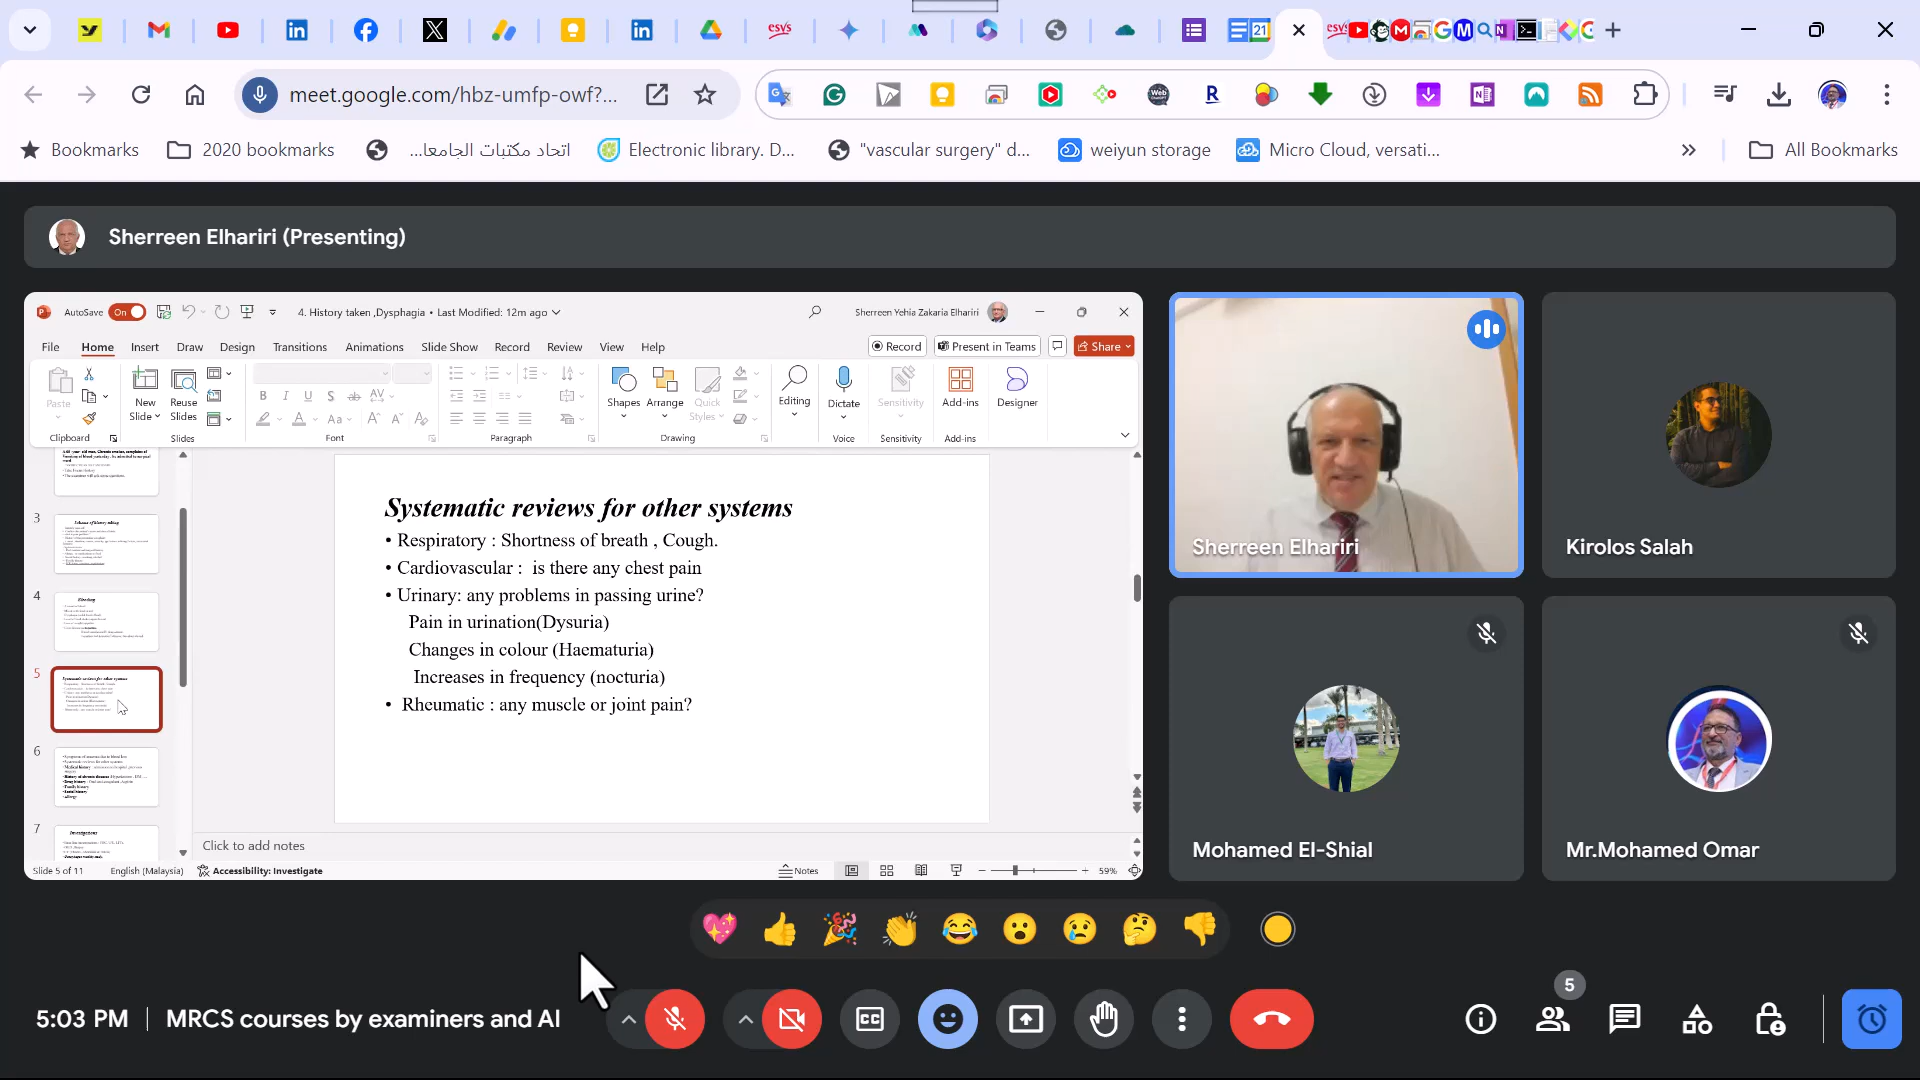 esys
21
esys
meet.google.com/hbz-umfp-owf?...
Bookmarks
2020 bookmarks
اتحاد مكتبات الجامعا...
Electronic library. D...
"vascular surgery" d...
weiyun storage
Micro Cloud, versati...
All Bookmarks
Sherreen Elhariri (Presenting)
AutoSave On
4. History taken ,Dysphagia • Last Modified: 12m ago
Sherreen Yehia Zakaria Elhariri
File Home Insert Draw Design Transitions Animations Slide Show Record Review View Help
Record
Present in Teams
Share
Paste
New Slide
Reuse Slides
Shapes
Arrange
Quick Styles
Editing
Dictate
Sensitivity
Add-ins
Designer
Clipboard Slides Font Paragraph Drawing Voice Sensitivity Add-ins
3
4
5
6
7
Systematic reviews for other systems
• Respiratory : Shortness of breath , Cough.
• Cardiovascular : is there any chest pain
• Urinary: any problems in passing urine?
Pain in urination(Dysuria)
Changes in colour (Haematuria)
Increases in frequency (nocturia)
• Rheumatic : any muscle or joint pain?
Click to add notes
Slide 5 of 11 English (Malaysia) Accessibility: Investigate Notes 59%
Sherreen Elhariri
Kirolos Salah
Mohamed El-Shial
Mr.Mohamed Omar
5:03 PM | MRCS courses by examiners and AI
5